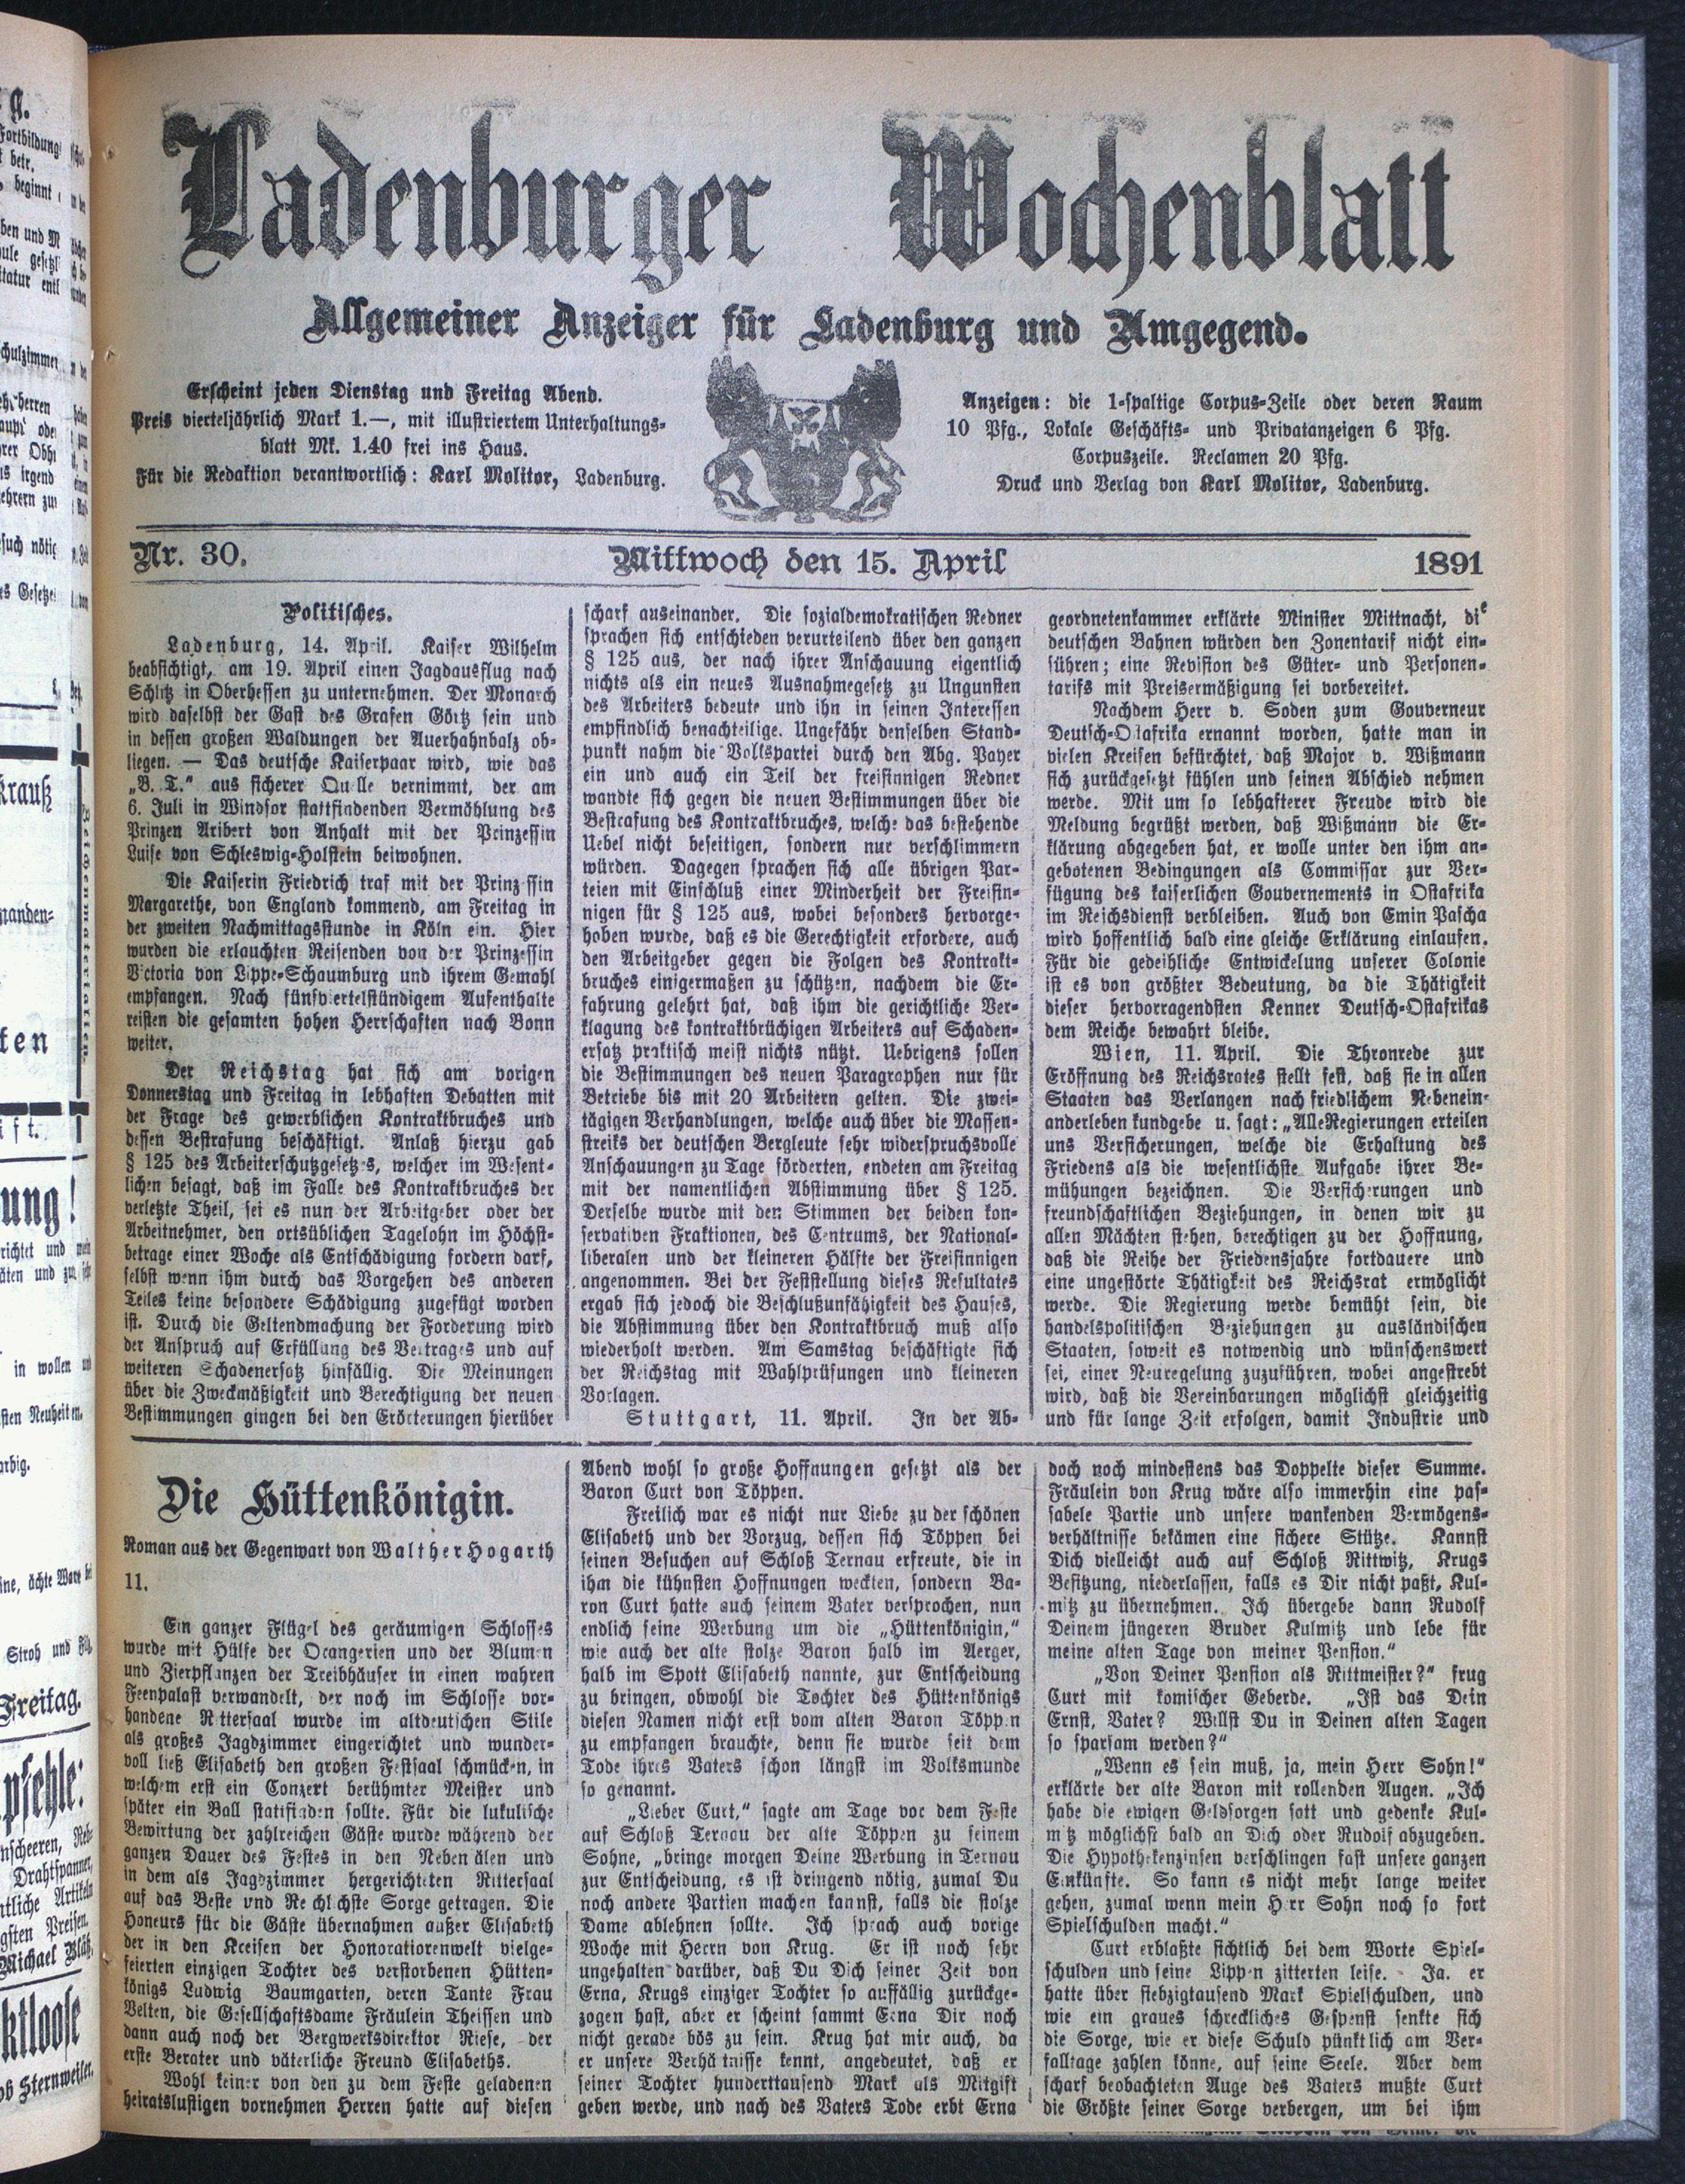 Ladenburger Wochenblatt
Allgemeiner Anzeiger für Ladenburg und Umgegend.
Erscheint jeden Dienstag und Freitag Abend.
Preis vierteljährlich Mark 1.—, mit illustriertem Unterhaltungs-
blatt Mk. 1.40 frei ins Haus.
Für die Redaktion verantwortlich: Karl Molitor, Ladenburg.
Anzeigen: die 1-spaltige Corpus-Zeile oder deren Raum
10 Pfg., Lokale Geschäfts- und Privatanzeigen 6 Pfg.
Corpuszeile. Reclamen 20 Pfg.
Druck und Verlag von Karl Molitor, Ladenburg.
Nr. 30. Mittwoch den 15. April 1891
Politisches.
Ladenburg, 14. April. Kaiser Wilhelm
beabsichtigt, am 19. April einen Jagdausflug nach
Schlitz in Oberhessen zu unternehmen. Der Monarch
wird daselbst der Gast des Grafen Görtz sein und
in dessen großen Waldungen der Auerhahnbalz ob-
liegen. — Das deutsche Kaiserpaar wird, wie das
„B. T.“ aus sicherer Quelle vernimmt, der am
6. Juli in Windsor stattfindenden Vermählung des
Prinzen Aribert von Anhalt mit der Prinzessin
Luise von Schleswig-Holstein beiwohnen.
Die Kaiserin Friedrich traf mit der Prinzessin
Margarethe, von England kommend, am Freitag in
der zweiten Nachmittagsstunde in Köln ein. Hier
wurden die erlauchten Reisenden von der Prinzessin
Victoria von Lippe-Schaumburg und ihrem Gemahl
empfangen. Nach fünfviertelstündigem Aufenthalte
reisten die gesamten hohen Herrschaften nach Bonn
weiter.
Der Reichstag hat sich am vorigen
Donnerstag und Freitag in lebhaften Debatten mit
der Frage des gewerblichen Kontraktbruches und
dessen Bestrafung beschäftigt. Anlaß hierzu gab
§ 125 des Arbeiterschutzgesetzes, welcher im Wesent-
lichen besagt, daß im Falle des Kontraktbruches der
verletzte Theil, sei es nun der Arbeitgeber oder der
Arbeitnehmer, den ortsüblichen Tagelohn im Höchst-
betrage einer Woche als Entschädigung fordern darf,
selbst wenn ihm durch das Vorgehen des anderen
Teiles keine besondere Schädigung zugefügt worden
ist. Durch die Geltendmachung der Forderung wird
der Anspruch auf Erfüllung des Vertrages und auf
weiteren Schadenersatz hinfällig. Die Meinungen
über die Zweckmäßigkeit und Berechtigung der neuen
Bestimmungen gingen bei den Erörterungen hierüber
scharf auseinander. Die sozialdemokratischen Redner
sprachen sich entschieden verurteilend über den ganzen
§ 125 aus, der nach ihrer Anschauung eigentlich
nichts als ein neues Ausnahmegesetz zu Ungunsten
des Arbeiters bedeute und ihn in seinen Interessen
empfindlich benachteilige. Ungefähr denselben Stand-
punkt nahm die Volkspartei durch den Abg. Payer
ein und auch ein Teil der freisinnigen Redner
wandte sich gegen die neuen Bestimmungen über die
Bestrafung des Kontraktbruches, welche das bestehende
Uebel nicht beseitigen, sondern nur verschlimmern
würden. Dagegen sprachen sich alle übrigen Par-
teien mit Einschluß einer Minderheit der Freisin-
nigen für § 125 aus, wobei besonders hervorge-
hoben wurde, daß es die Gerechtigkeit erfordere, auch
den Arbeitgeber gegen die Folgen des Kontrakt-
bruches einigermaßen zu schützen, nachdem die Er-
fahrung gelehrt hat, daß ihm die gerichtliche Ver-
klagung des kontraktbrüchigen Arbeiters auf Schaden-
ersatz praktisch meist nichts nützt. Uebrigens sollen
die Bestimmungen des neuen Paragraphen nur für
Betriebe bis mit 20 Arbeitern gelten. Die zwei-
tägigen Verhandlungen, welche auch über die Massen-
streiks der deutschen Bergleute sehr widerspruchsvolle
Anschauungen zu Tage förderten, endeten am Freitag
mit der namentlichen Abstimmung über § 125.
Derselbe wurde mit den Stimmen der beiden kon-
servativen Fraktionen, des Centrums, der National-
liberalen und der kleineren Hälfte der Freisinnigen
angenommen. Bei der Feststellung dieses Resultates
ergab sich jedoch die Beschlußunfähigkeit des Hauses,
die Abstimmung über den Kontraktbruch muß also
wiederholt werden. Am Samstag beschäftigte sich
der Reichstag mit Wahlprüfungen und kleineren
Vorlagen.
Stuttgart, 11. April. In der Ab-
geordnetenkammer erklärte Minister Mittnacht, die
deutschen Bahnen würden den Zonentarif nicht ein-
führen; eine Revision des Güter- und Personen-
tarifs mit Preisermäßigung sei vorbereitet.
Nachdem Herr v. Soden zum Gouverneur
Deutsch-Ostafrika ernannt worden, hatte man in
vielen Kreisen befürchtet, daß Major v. Wißmann
sich zurückgesetzt fühlen und seinen Abschied nehmen
werde. Mit um so lebhafterer Freude wird die
Meldung begrüßt werden, daß Wißmann die Er-
klärung abgegeben hat, er wolle unter den ihm an-
gebotenen Bedingungen als Commissar zur Ver-
fügung des kaiserlichen Gouvernements in Ostafrika
im Reichsdienst verbleiben. Auch von Emin Pascha
wird hoffentlich bald eine gleiche Erklärung einlaufen.
Für die gedeihliche Entwickelung unserer Colonie
ist es von größter Bedeutung, da die Thätigkeit
dieser hervorragendsten Kenner Deutsch-Ostafrikas
dem Reiche bewahrt bleibe.
Wien, 11. April. Die Thronrede zur
Eröffnung des Reichsrates stellt fest, daß sie in allen
Staaten das Verlangen nach friedlichem Nebenein-
anderleben kundgebe u. sagt: „Alle Regierungen erteilen
uns Versicherungen, welche die Erhaltung des
Friedens als die wesentlichste Aufgabe ihrer Be-
mühungen bezeichnen. Die Versicherungen und
freundschaftlichen Beziehungen, in denen wir zu
allen Mächten stehen, berechtigen zu der Hoffnung,
daß die Reihe der Friedensjahre fortdauere und
eine ungestörte Thätigkeit des Reichsrat ermöglicht
werde. Die Regierung werde bemüht sein, die
handelspolitischen Beziehungen zu ausländischen
Staaten, soweit es notwendig und wünschenswert
sei, einer Neuregelung zuzuführen, wobei angestrebt
wird, daß die Vereinbarungen möglichst gleichzeitig
und für lange Zeit erfolgen, damit Industrie und
Die Hüttenkönigin.
Roman aus der Gegenwart von Walther Hogarth
11.
Ein ganzer Flügel des geräumigen Schlosses
wurde mit Hülfe der Orangerien und der Blumen
und Zierpflanzen der Treibhäuser in einen wahren
Feenpalast verwandelt, der noch im Schlosse vor-
handene Rittersaal wurde im altdeutschen Stile
als großes Jagdzimmer eingerichtet und wunder-
voll ließ Elisabeth den großen Festsaal schmücken, in
welchem erst ein Conzert berühmter Meister und
später ein Ball stattfinden sollte. Für die lukulische
Bewirtung der zahlreichen Gäste wurde während der
ganzen Dauer des Festes in den Nebensälen und
in dem als Jagdzimmer hergerichteten Rittersaal
auf das Beste und Reichlichste Sorge getragen. Die
Honeurs für die Gäste übernahmen außer Elisabeth
der in den Kreisen der Honoratiorenwelt vielge-
feierten einzigen Tochter des verstorbenen Hütten-
königs Ludwig Baumgarten, deren Tante Frau
Velten, die Gesellschaftsdame Fräulein Theissen und
dann auch noch der Bergwerksdirektor Riese, der
erste Berater und väterliche Freund Elisabeths.
Wohl keiner von den zu dem Feste geladenen
heiratslustigen vornehmen Herren hatte auf diesen
Abend wohl so große Hoffnungen gesetzt als der
Baron Curt von Töppen.
Freilich war es nicht nur Liebe zu der schönen
Elisabeth und der Vorzug, dessen sich Töppen bei
seinen Besuchen auf Schloß Ternau erfreute, die in
ihm die kühnsten Hoffnungen weckten, sondern Ba-
ron Curt hatte auch seinem Vater versprochen, nun
endlich seine Werbung um die „Hüttenkönigin,“
wie auch der alte stolze Baron halb im Aerger,
halb im Spott Elisabeth nannte, zur Entscheidung
zu bringen, obwohl die Tochter des Hüttenkönigs
diesen Namen nicht erst vom alten Baron Töppen
zu empfangen brauchte, denn sie wurde seit dem
Tode ihres Vaters schon längst im Volksmunde
so genannt.
„Lieber Curt,“ sagte am Tage vor dem Feste
auf Schloß Ternau der alte Töppen zu seinem
Sohne, „bringe morgen Deine Werbung in Ternau
zur Entscheidung, es ist dringend nötig, zumal Du
noch andere Partien machen kannst, falls die stolze
Dame ablehnen sollte. Ich sprach auch vorige
Woche mit Herrn von Krug. Er ist noch sehr
ungehalten darüber, daß Du Dich seiner Zeit von
Erna, Krugs einziger Tochter so auffällig zurückge-
zogen hast, aber er scheint sammt Erna Dir noch
nicht gerade bös zu sein. Krug hat mir auch, da
er unsere Verhältnisse kennt, angedeutet, daß er
seiner Tochter hunderttausend Mark als Mitgift
geben werde, und nach des Vaters Tode erbt Erna
doch noch mindestens das Doppelte dieser Summe.
Fräulein von Krug wäre also immerhin eine pas-
sabele Partie und unsere wankenden Vermögens-
verhältnisse bekämen eine sichere Stütze. Kannst
Dich vielleicht auch auf Schloß Rittwitz, Krugs
Besitzung, niederlassen, falls es Dir nicht paßt, Kul-
mitz zu übernehmen. Ich übergebe dann Rudolf
Deinem jüngeren Bruder Kulmitz und lebe für
meine alten Tage von meiner Pension.“
„Von Deiner Pension als Rittmeister?“ frug
Curt mit komischer Geberde. „Ist das Dein
Ernst, Vater? Willst Du in Deinen alten Tagen
so sparsam werden?“
„Wenn es sein muß, ja, mein Herr Sohn!“
erklärte der alte Baron mit rollenden Augen. „Ich
habe die ewigen Geldsorgen satt und gedenke Kul-
mitz möglichst bald an Dich oder Rudolf abzugeben.
Die Hypothekenzinsen verschlingen fast unsere ganzen
Einkünfte. So kann es nicht mehr lange weiter
gehen, zumal wenn mein Herr Sohn noch so fort
Spielschulden macht.“
Curt erblaßte sichtlich bei dem Worte Spiel-
schulden und seine Lippen zitterten leise. Ja. er
hatte über siebzigtausend Mark Spielschulden, und
wie ein graues schreckliches Gespenst senkte sich
die Sorge, wie er diese Schuld pünktlich am Ver-
falltage zahlen könne, auf seine Seele. Aber dem
scharf beobachteten Auge des Vaters mußte Curt
die Größte seiner Sorge verbergen, um bei ihm